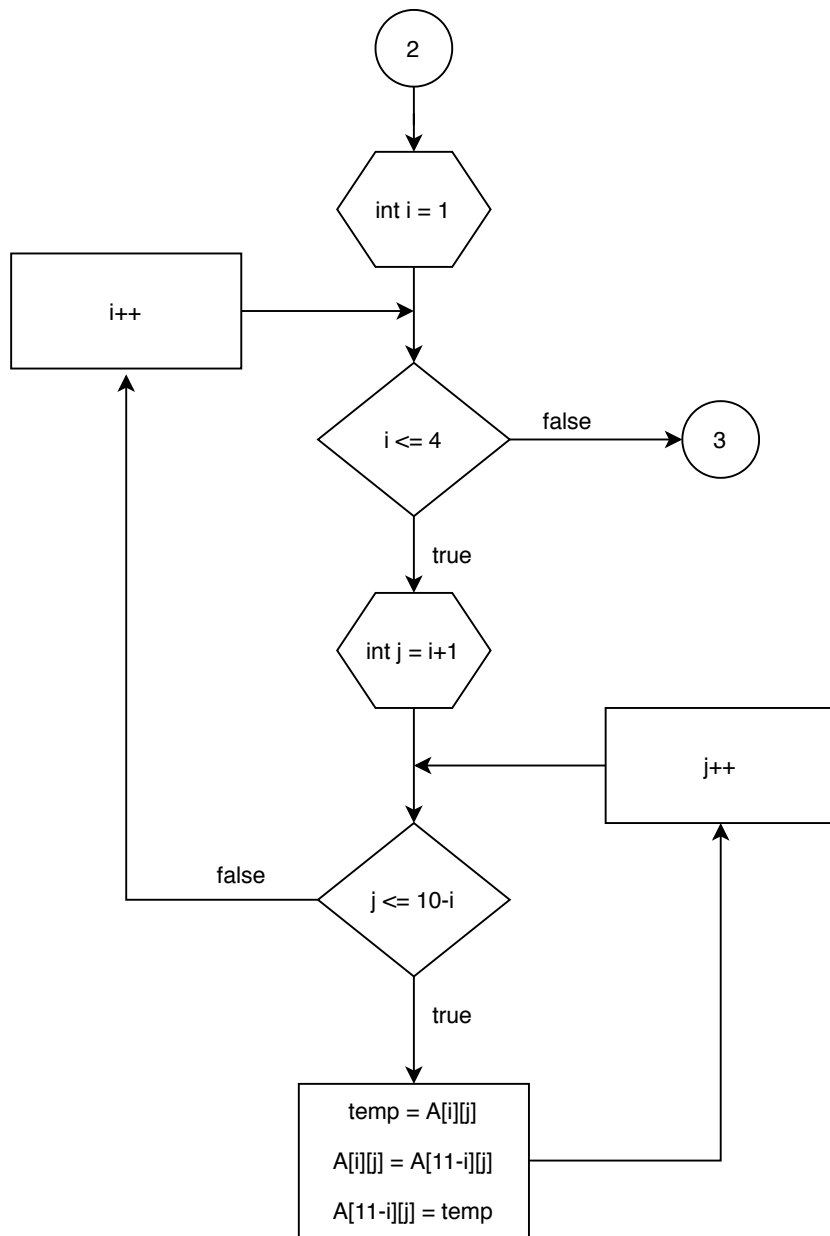 2
int i = 1
i++
i <= 4
false
3
true
int j = i+1
j++
false
j <= 10-i
true
temp = A[i][j]
A[i][j] = A[11-i][j]
A[11-i][j] = temp